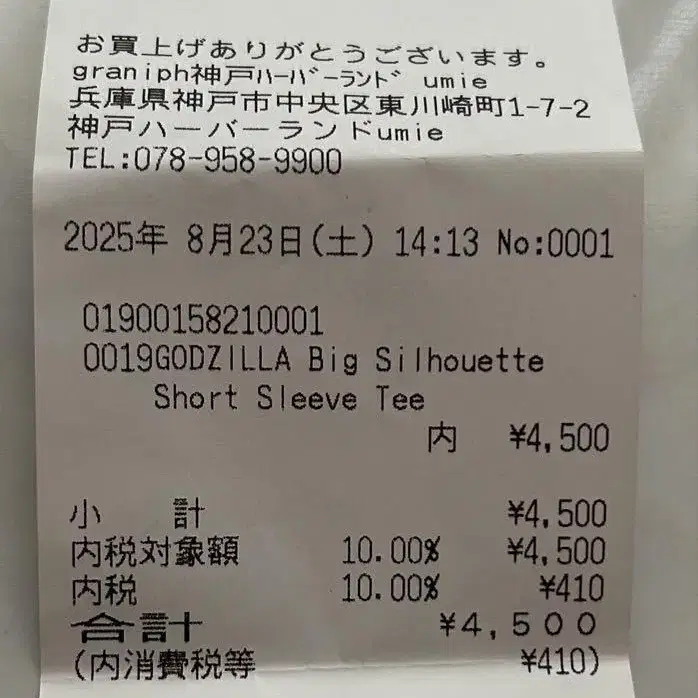 お買上げありがとうございます。
graniph神戸ﾊｰﾊﾞｰﾗﾝﾄﾞ umie
兵庫県神戸市中央区東川崎町1-7-2
神戸ハーバーランドumie
TEL:078-958-9900
2025年 8月23日(土) 14:13 No:0001
01900158210001
0019GODZILLA Big Silhouette
Short Sleeve Tee
内 ¥4,500
小 計 ¥4,500
内税対象額 10.00% ¥4,500
内税 10.00% ¥410
合計 ¥4,500
(内消費税等 ¥410)